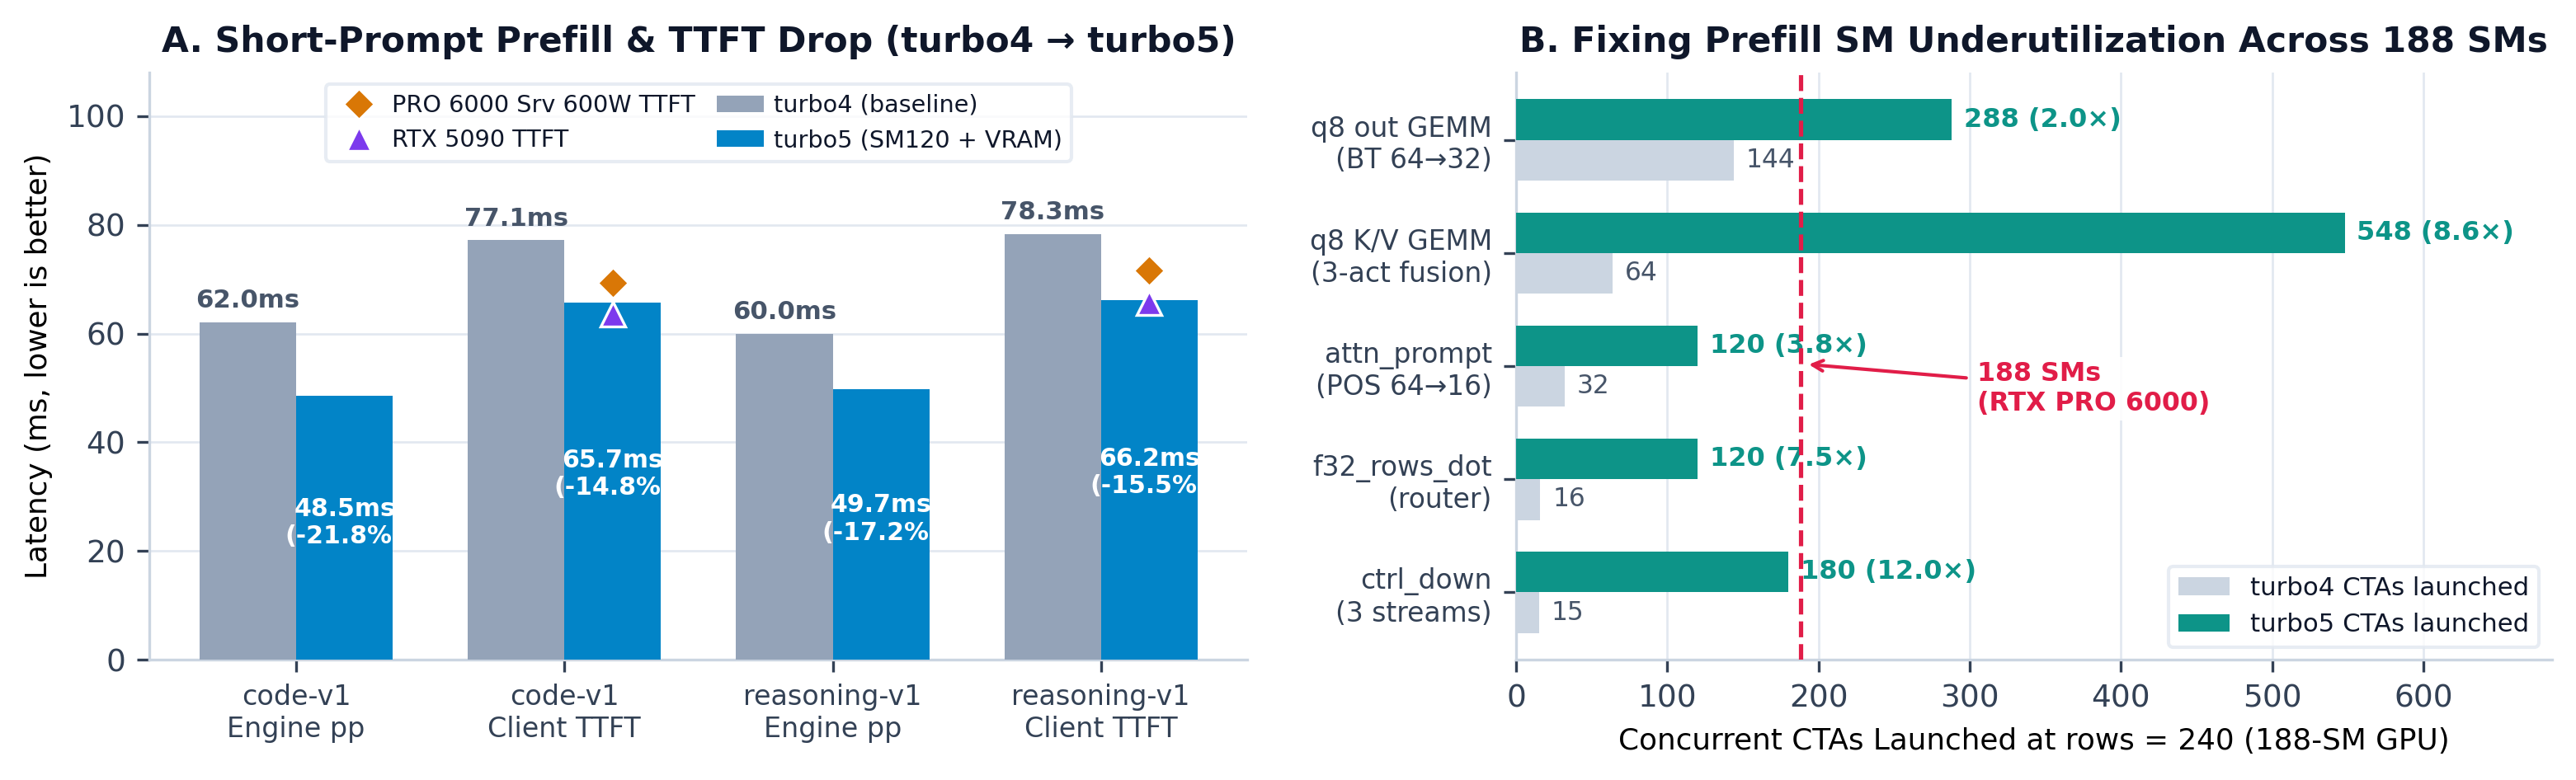 A. Short-Prompt Prefill & TTFT Drop (turbo4 → turbo5)
Latency (ms, lower is better)
100
80
60
40
20
0
PRO 6000 Srv 600W TTFT
RTX 5090 TTFT
turbo4 (baseline)
turbo5 (SM120 + VRAM)
62.0ms
48.5ms
(-21.8%
77.1ms
65.7ms
(-14.8%
60.0ms
49.7ms
(-17.2%
78.3ms
66.2ms
(-15.5%
code-v1
Engine pp
code-v1
Client TTFT
reasoning-v1
Engine pp
reasoning-v1
Client TTFT
B. Fixing Prefill SM Underutilization Across 188 SMs
q8 out GEMM
(BT 64→32)
288 (2.0×)
144
q8 K/V GEMM
(3-act fusion)
548 (8.6×)
64
attn_prompt
(POS 64→16)
120 (3.8×)
32
188 SMs
(RTX PRO 6000)
f32_rows_dot
(router)
120 (7.5×)
16
ctrl_down
(3 streams)
180 (12.0×)
15
turbo4 CTAs launched
turbo5 CTAs launched
0
100
200
300
400
500
600
Concurrent CTAs Launched at rows = 240 (188-SM GPU)